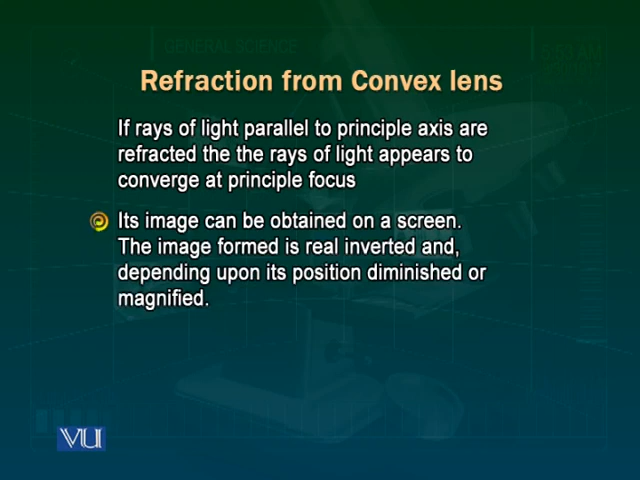 GENERAL SCIENCE
Refraction from Convex lens
If rays of light parallel to principle axis are
refracted the the rays of light appears to
converge at principle focus
Its image can be obtained on a screen.
The image formed is real inverted and,
depending upon its position diminished or
magnified.
VU